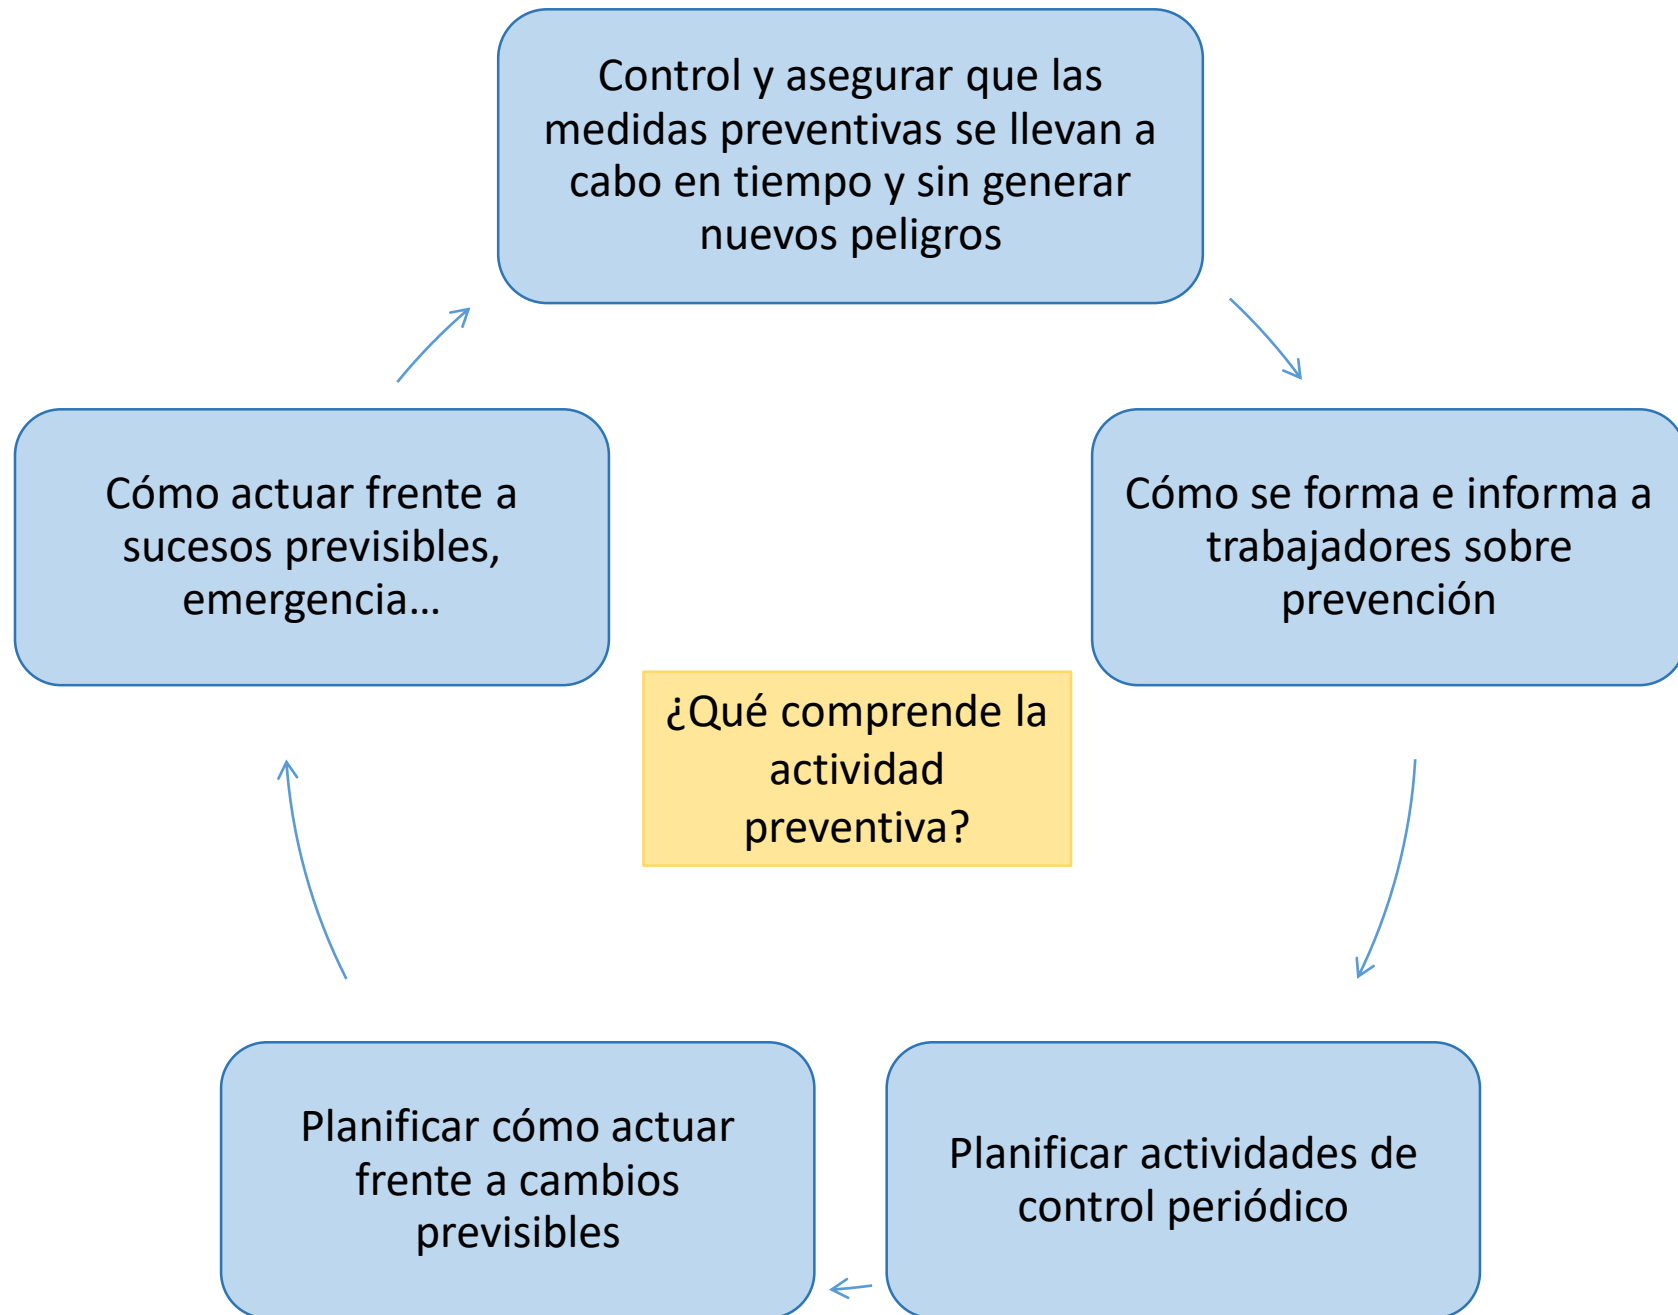 Control y asegurar que las
medidas preventivas se llevan a
cabo en tiempo y sin generar
nuevos peligros
Cómo se forma e informa a
trabajadores sobre
prevención
Planificar actividades de
control periódico
Planificar cómo actuar
frente a cambios
previsibles
Cómo actuar frente a
sucesos previsibles,
emergencia…
¿Qué comprende la
actividad
preventiva?